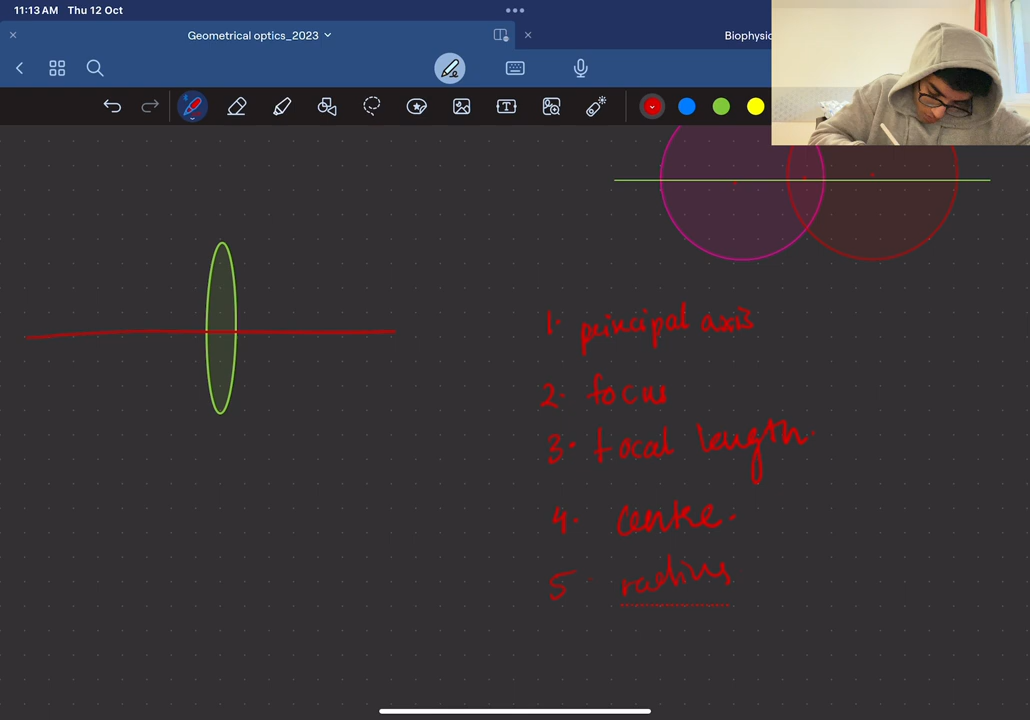 11:13 AM Thu 12 Oct
Geometrical optics_2023
Biophysic
1. principal axis
2. focus
3. focal length.
4. centre.
5. radius